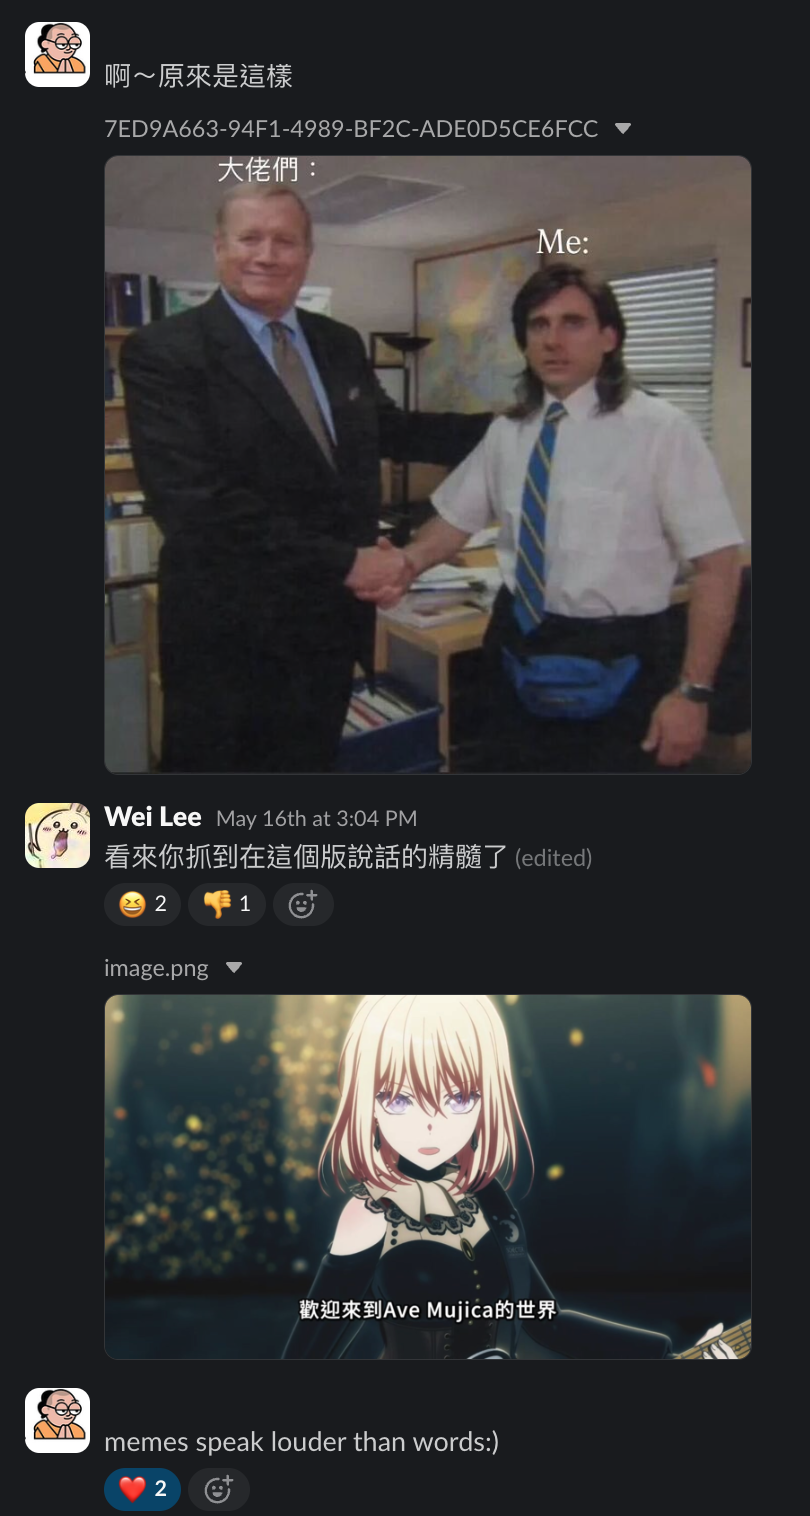 啊～原來是這樣
7ED9A663-94F1-4989-BF2C-ADE0D5CE6FCC
大佬們：
Me:
Wei Lee May 16th at 3:04 PM
看來你抓到在這個版說話的精髓了 (edited)
2 1
image.png
歡迎來到Ave Mujica的世界
memes speak louder than words:)
2